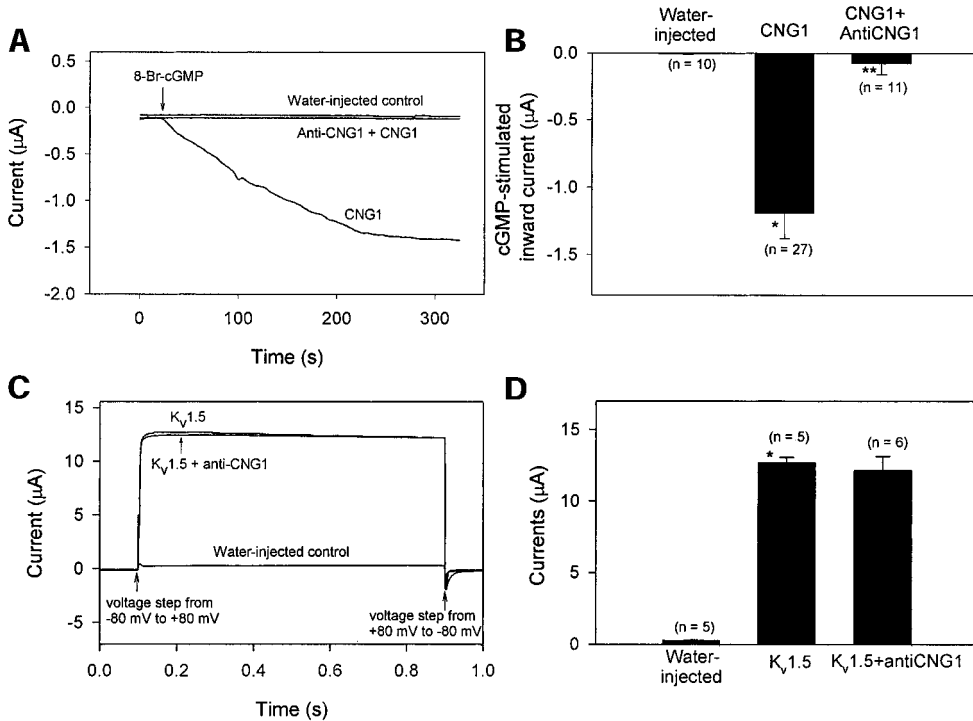 A
0.5
0.0
-0.5
-1.0
-1.5
-2.0
Current (μA)
8-Br-cGMP
Water-injected control
Anti-CNG1 + CNG1
CNG1
0
100
200
300
Time (s)
B
Water-
injected
CNG1
CNG1+
AntiCNG1
0.0
-0.5
-1.0
-1.5
cGMP-stimulated
inward current (μA)
(n = 10)
*
(n = 27)
**
(n = 11)
C
15
10
5
0
-5
Current (μA)
Kv1.5
Kv1.5 + anti-CNG1
Water-injected control
voltage step from
-80 mV to +80 mV
voltage step from
+80 mV to -80 mV
0.0
0.2
0.4
0.6
0.8
1.0
Time (s)
D
15
10
5
0
Currents (μA)
(n = 5)
*
(n = 5)
(n = 6)
Water-
injected
Kv1.5
Kv1.5+antiCNG1